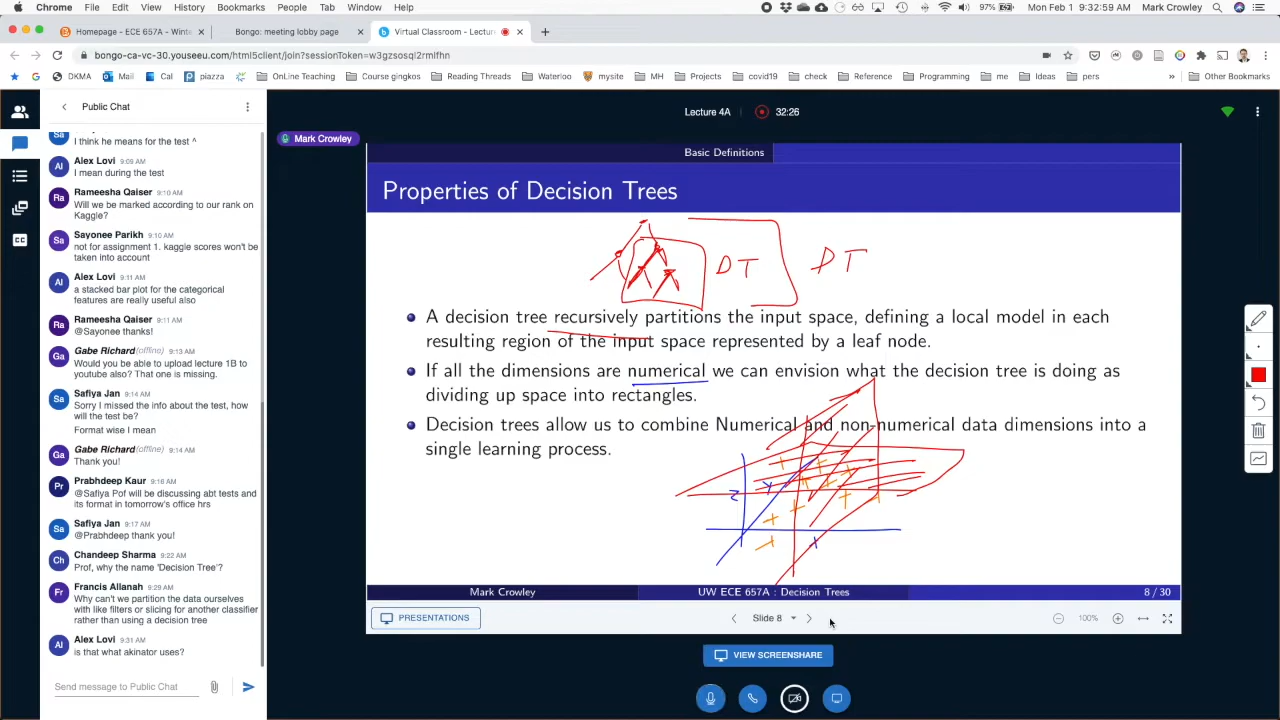 Chrome File Edit View History Bookmarks People Tab Window Help 97% Mon Feb 1 9:32:59 AM Mark Crowley
Homepage - ECE 657A - Winte Bongo: meeting lobby page Virtual Classroom - Lectur
bongo-ca-vc-30.youseeu.com/html5client/join?sessionToken=w3gzsosql2rmlfhn
DKMA Mail Cal piazza OnLine Teaching Course gingkos Reading Threads Waterloo mysite MH Projects covid19 check Reference Programming me Ideas pers Other Bookmarks
Public Chat
Sa
I think he means for the test ^
Al Alex Lovi 9:08 AM
I mean during the test
Ra Rameesha Qaiser 9:10 AM
Will we be marked according to our rank on
Kaggle?
Sa Sayonee Parikh 9:10 AM
not for assignment 1. kaggle scores won't be
taken into account
Al Alex Lovi 9:11 AM
a stacked bar plot for the categorical
features are really useful also
Ra Rameesha Qaiser 9:11 AM
@Sayonee thanks!
Ga Gabe Richard (offline) 9:13 AM
Would you be able to upload lecture 1B to
youtube also? That one is missing.
Sa Safiya Jan 9:14 AM
Sorry I missed the info about the test, how
will the test be?
Format wise I mean
Ga Gabe Richard (offline) 9:14 AM
Thank you!
Pr Prabhdeep Kaur 9:16 AM
@Safiya Pof will be discussing abt tests and
its format in tomorrow's office hrs
Sa Safiya Jan 9:17 AM
@Prabhdeep thank you!
Ch Chandeep Sharma 9:22 AM
Prof, why the name 'Decision Tree'?
Fr Francis Allanah 9:29 AM
Why can't we partition the data ourselves
with like filters or slicing for another classifier
rather than using a decision tree
Al Alex Lovi 9:31 AM
is that what akinator uses?
Send message to Public Chat
Lecture 4A 32:26
Mark Crowley
Basic Definitions
Properties of Decision Trees
DT DT
A decision tree recursively partitions the input space, defining a local model in each
resulting region of the input space represented by a leaf node.
If all the dimensions are numerical we can envision what the decision tree is doing as
dividing up space into rectangles.
Decision trees allow us to combine Numerical and non-numerical data dimensions into a
single learning process.
Mark Crowley UW ECE 657A : Decision Trees 8 / 30
PRESENTATIONS Slide 8 100%
VIEW SCREENSHARE